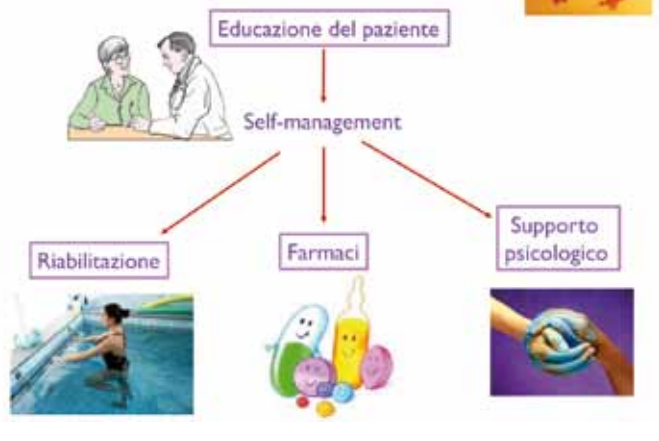 Educazione del paziente
Self-management
Riabilitazione
Farmaci
Supporto
psicologico